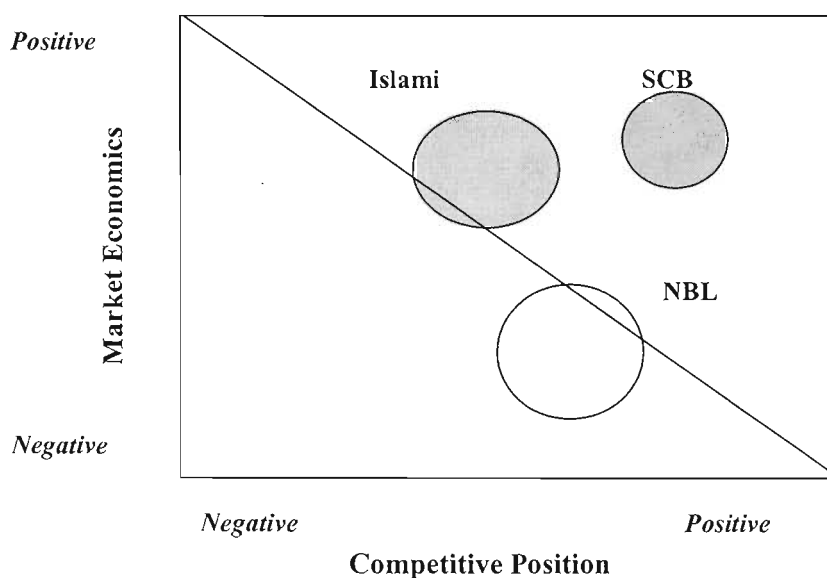 Positive
Islami
SCB
Market Economics
NBL
Negative
Negative
Positive
Competitive Position